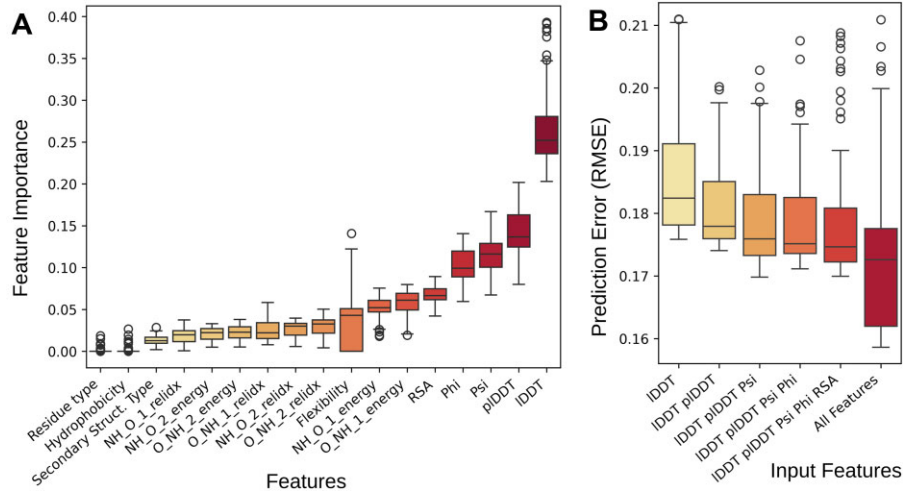 A
Feature Importance
0.40
0.35
0.30
0.25
0.20
0.15
0.10
0.05
0.00
Residue type
Hydrophobicity
Secondary Struct. Type
NH_O_1_relidx
NH_O_2_energy
O_NH_2_energy
O_NH_1_relidx
NH_O_2_relidx
O_NH_2_relidx
Flexibility
NH_O_1_energy
O_NH_1_energy
RSA
Phi
Psi
plDDT
lDDT
Features
B
Prediction Error (RMSE)
0.21
0.20
0.19
0.18
0.17
0.16
lDDT
lDDT plDDT
lDDT plDDT Psi
lDDT plDDT Psi Phi
lDDT plDDT Psi Phi RSA
All Features
Input Features